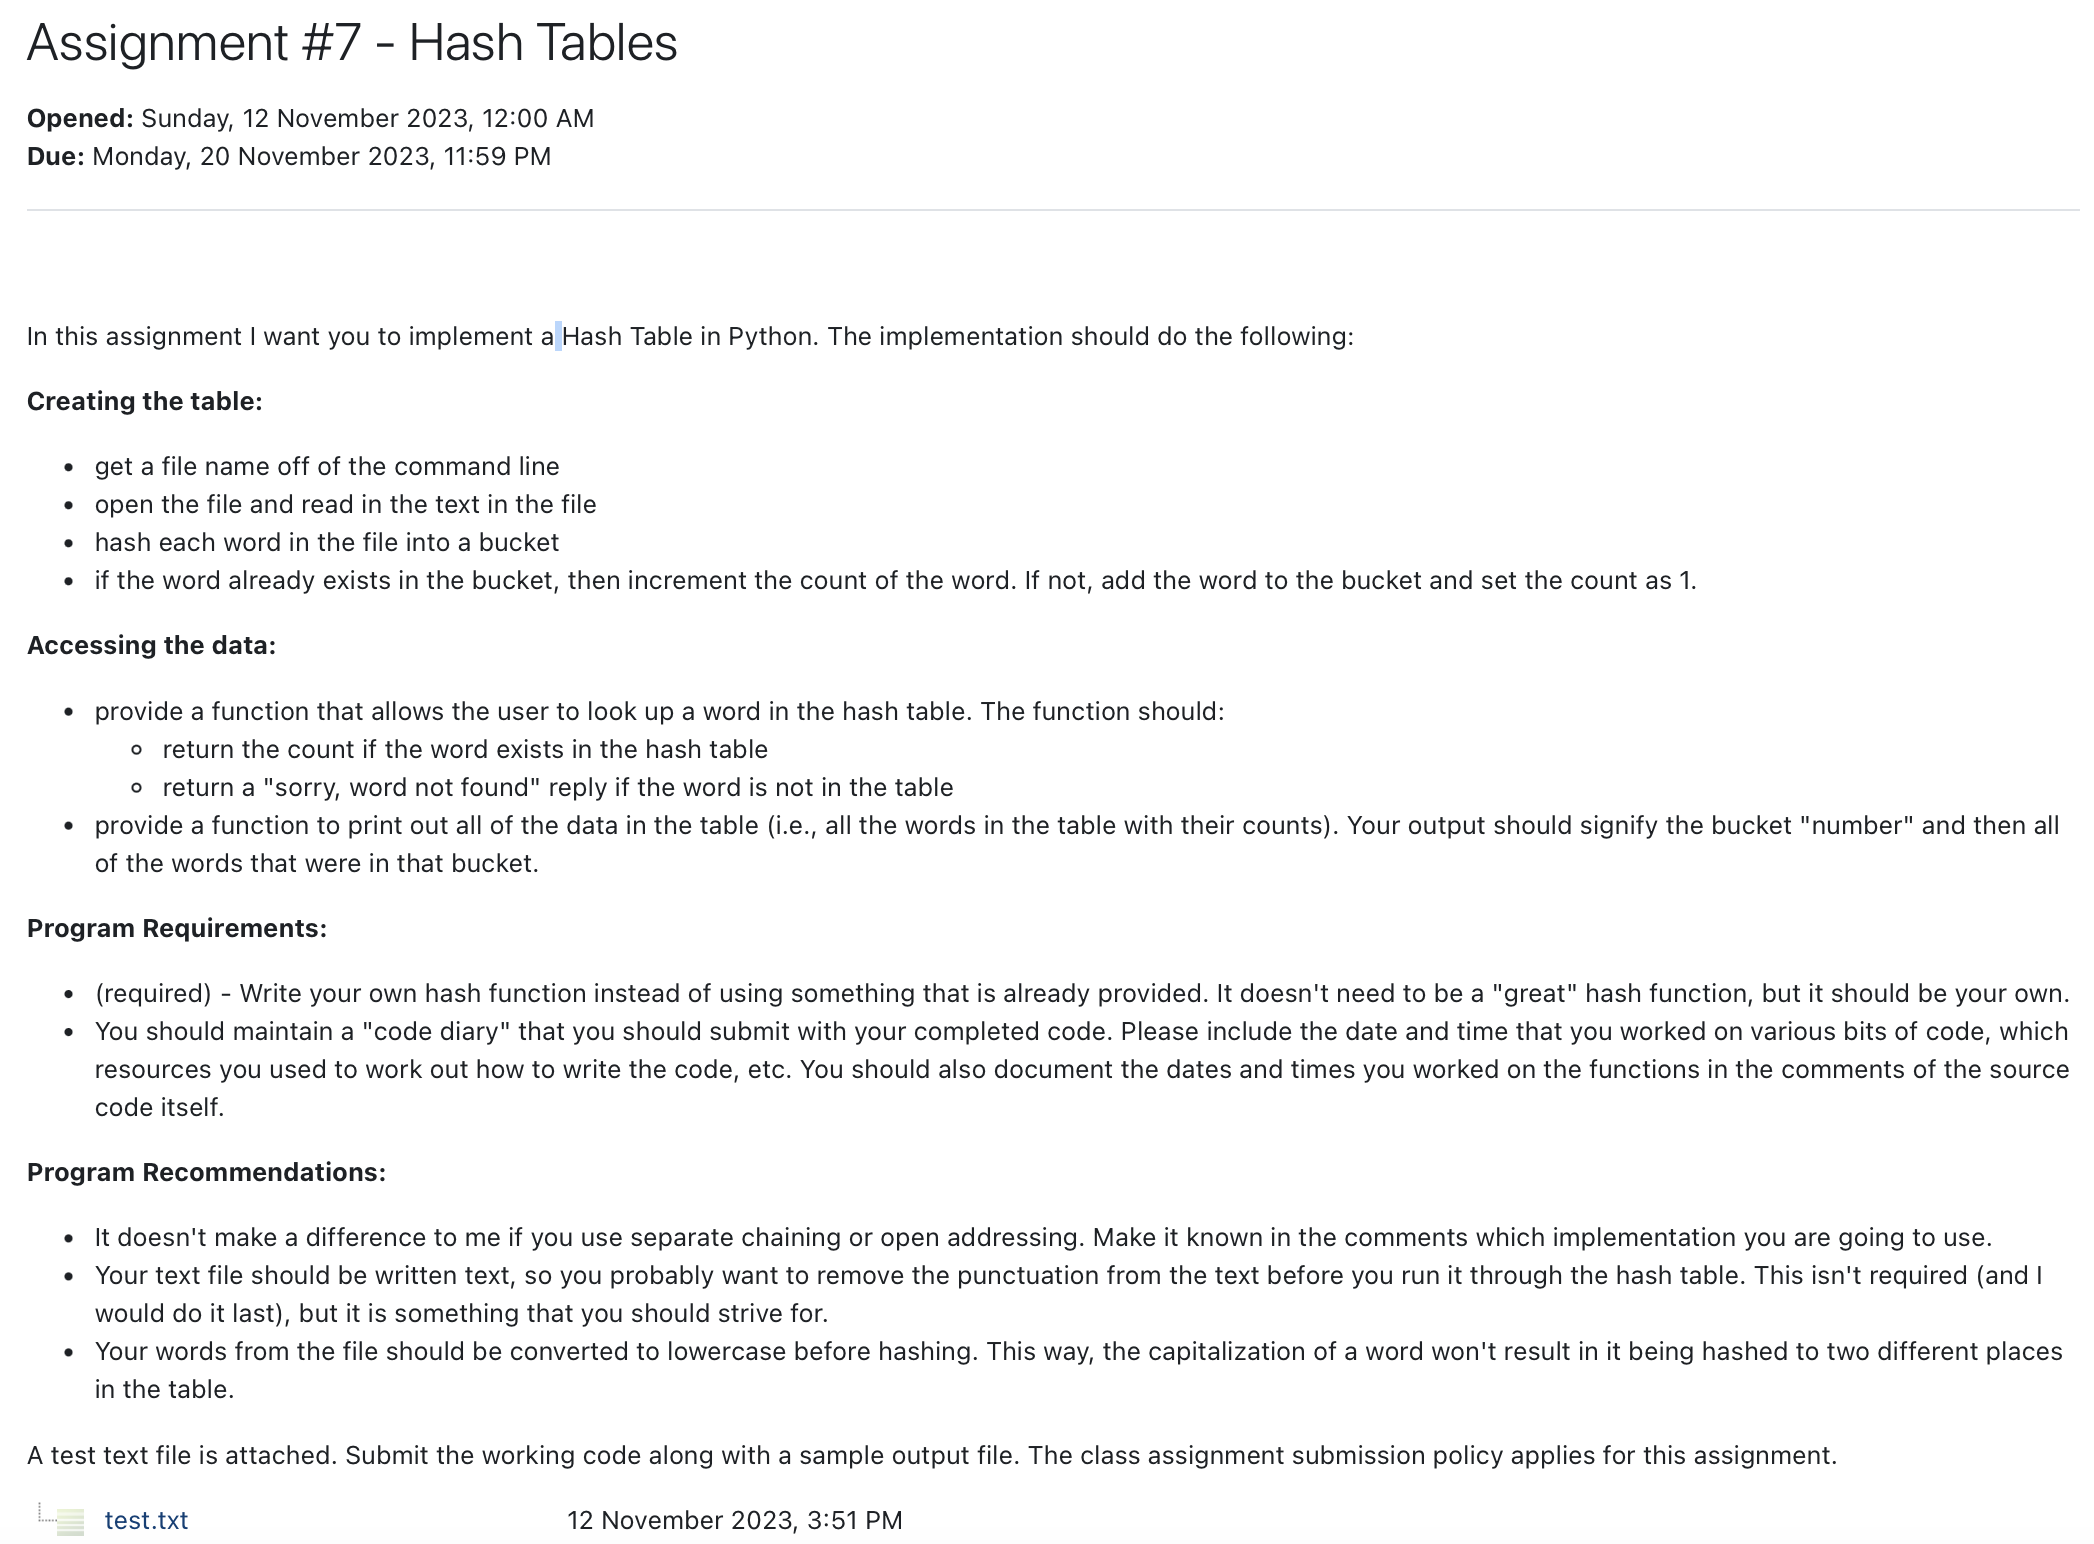 Assignment #7 - Hash Tables
Opened: Sunday, 12 November 2023, 12:00 AM
Due: Monday, 20 November 2023, 11:59 PM
In this assignment I want you to implement a Hash Table in Python. The implementation should do the following:
Creating the table:
• get a file name off of the command line
• open the file and read in the text in the file
• hash each word in the file into a bucket
• if the word already exists in the bucket, then increment the count of the word. If not, add the word to the bucket and set the count as 1.
Accessing the data:
• provide a function that allows the user to look up a word in the hash table. The function should:
◦ return the count if the word exists in the hash table
◦ return a "sorry, word not found" reply if the word is not in the table
• provide a function to print out all of the data in the table (i.e., all the words in the table with their counts). Your output should signify the bucket "number" and then all
of the words that were in that bucket.
Program Requirements:
• (required) - Write your own hash function instead of using something that is already provided. It doesn't need to be a "great" hash function, but it should be your own.
• You should maintain a "code diary" that you should submit with your completed code. Please include the date and time that you worked on various bits of code, which
resources you used to work out how to write the code, etc. You should also document the dates and times you worked on the functions in the comments of the source
code itself.
Program Recommendations:
• It doesn't make a difference to me if you use separate chaining or open addressing. Make it known in the comments which implementation you are going to use.
• Your text file should be written text, so you probably want to remove the punctuation from the text before you run it through the hash table. This isn't required (and I
would do it last), but it is something that you should strive for.
• Your words from the file should be converted to lowercase before hashing. This way, the capitalization of a word won't result in it being hashed to two different places
in the table.
A test text file is attached. Submit the working code along with a sample output file. The class assignment submission policy applies for this assignment.
test.txt 12 November 2023, 3:51 PM